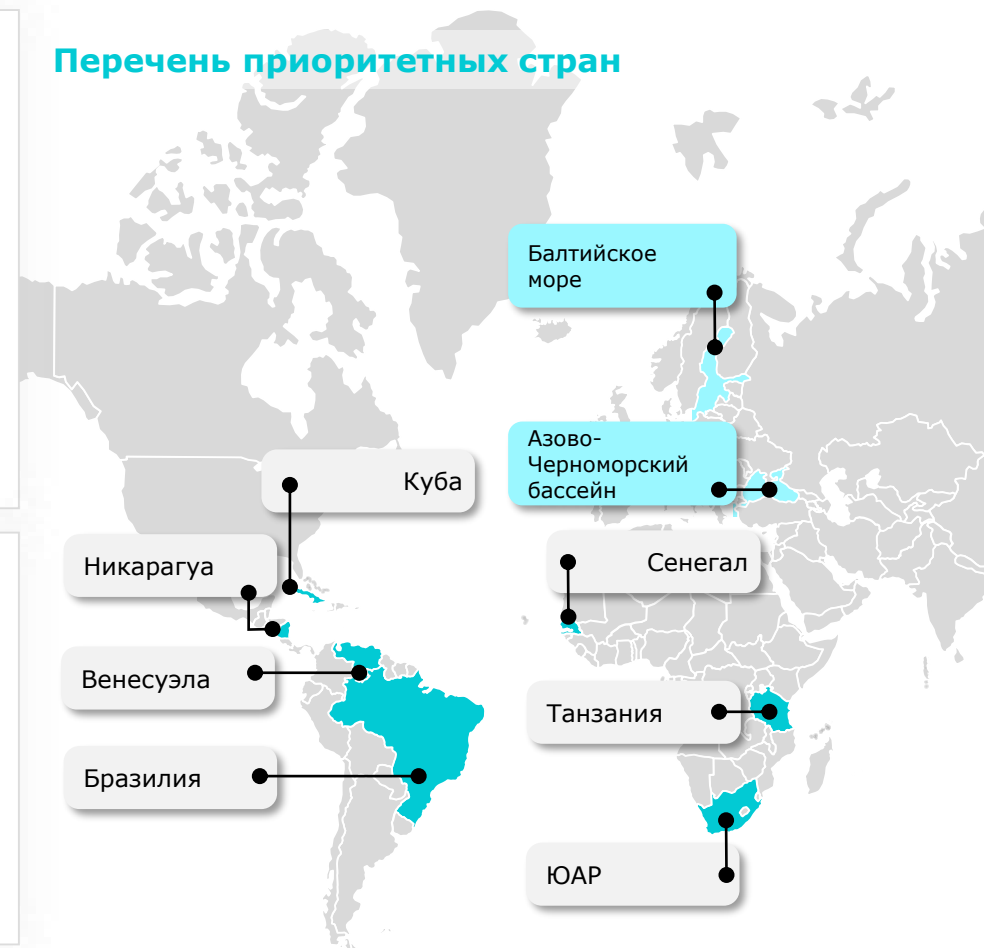 Перечень приоритетных стран
Балтийское
море
Азово-
Черноморский
бассейн
Куба
Сенегал
Никарагуа
Венесуэла
Танзания
Бразилия
ЮАР